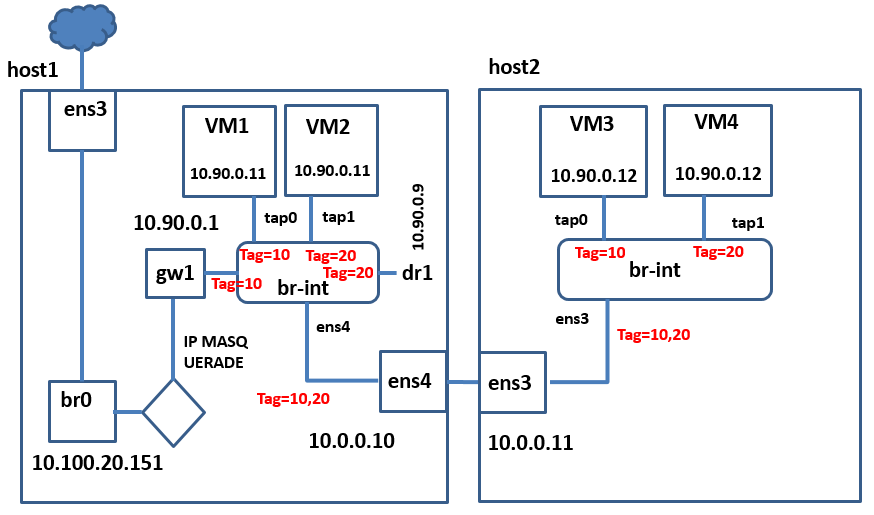 host1
host2
ens3
VM1
10.90.0.11
VM2
10.90.0.11
10.90.0.9
VM3
10.90.0.12
VM4
10.90.0.12
tap0
tap1
tap0
tap1
10.90.0.1
Tag=10
Tag=20
Tag=20
gw1
Tag=10
br-int
dr1
Tag=10
Tag=20
br-int
ens4
ens3
Tag=10,20
IP MASQ
UERADE
br0
Tag=10,20
ens4
ens3
10.0.0.10
10.0.0.11
10.100.20.151